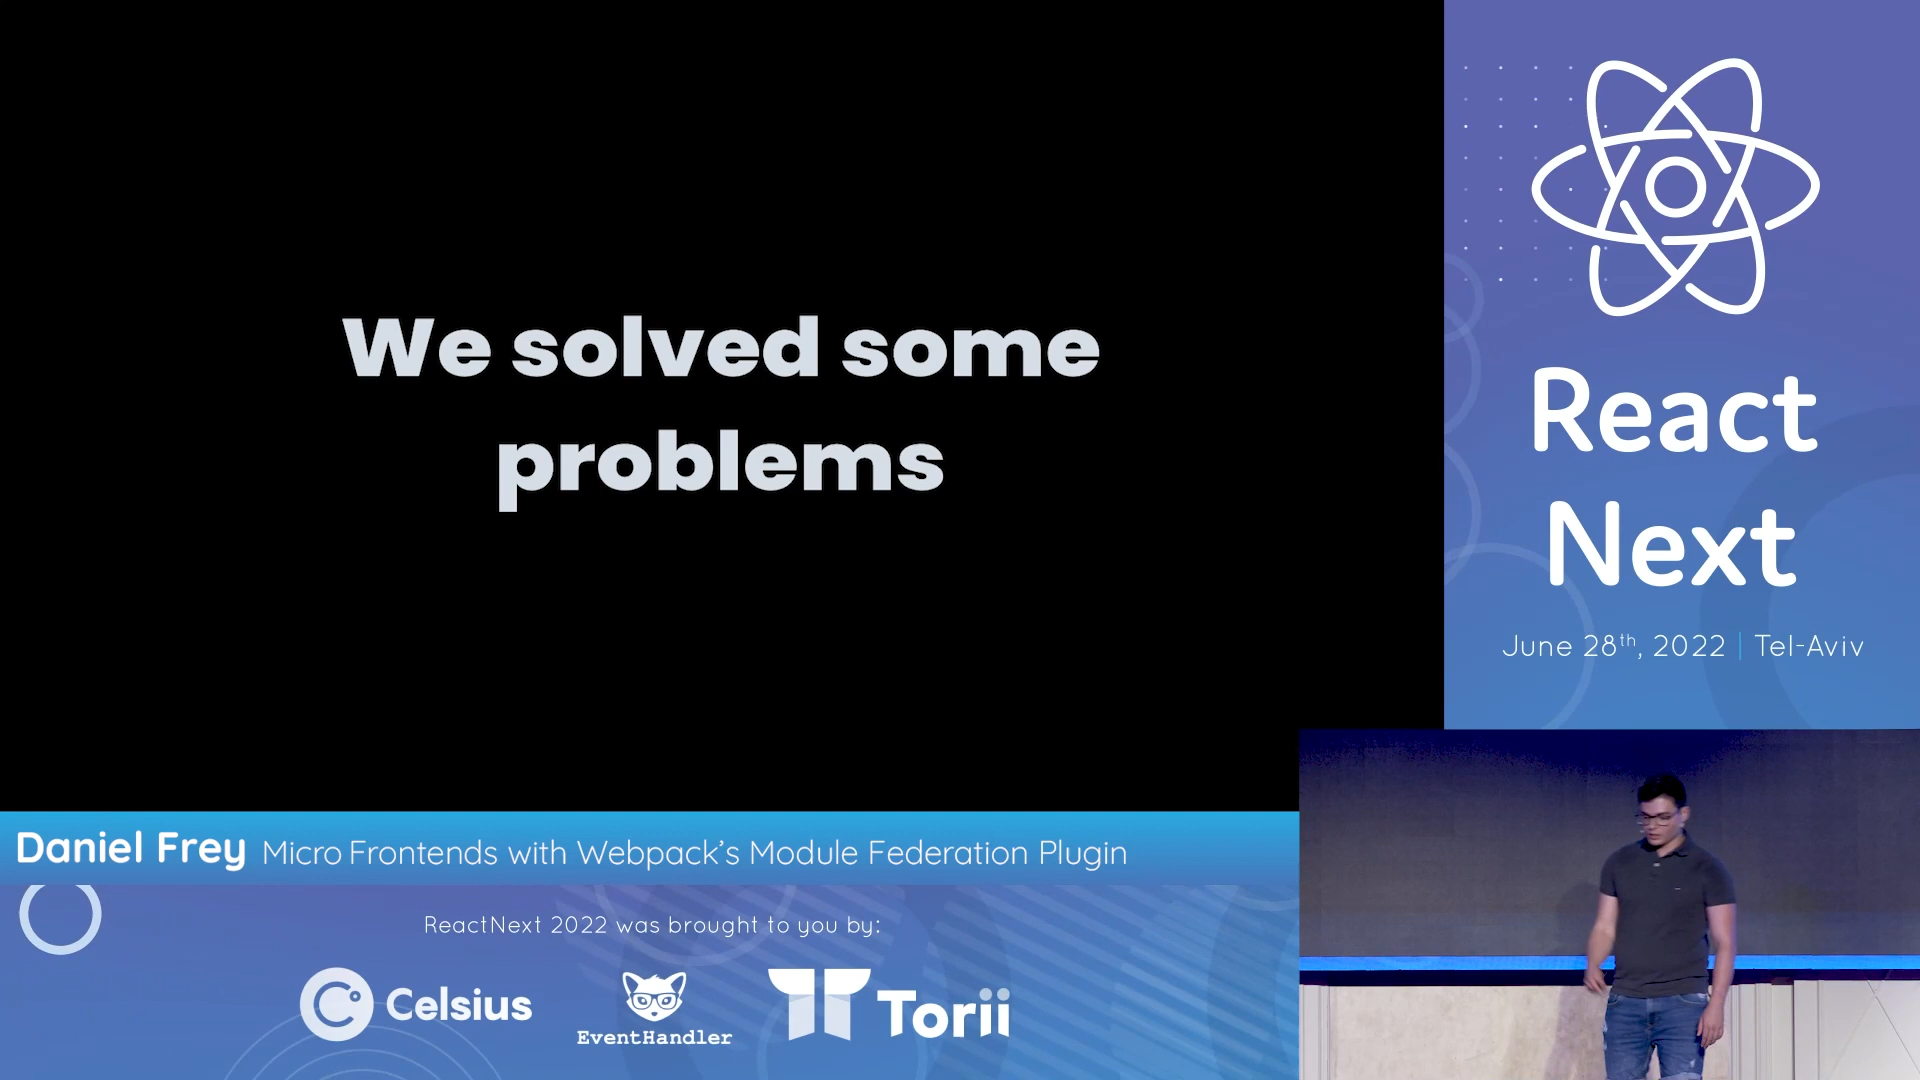 We solved some
problems
React
Next
June 28th, 2022 | Tel-Aviv
Daniel Frey Micro Frontends with Webpack's Module Federation Plugin
ReactNext 2022 was brought to you by:
Celsius
EventHandler
Torii